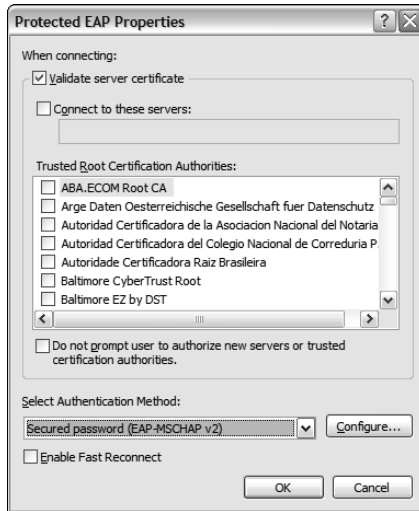 Protected EAP Properties
When connecting:
Validate server certificate
Connect to these servers:
Trusted Root Certification Authorities:
ABA.ECOM Root CA
Arge Daten Oesterreichische Gesellschaft fuer Datenschutz
Autoridad Certificadora de la Asociacion Nacional del Notaria
Autoridad Certificadora del Colegio Nacional de Correduria P.
Autoridade Certificadora Raiz Brasileira
Baltimore CyberTrust Root
Baltimore EZ by DST
Do not prompt user to authorize new servers or trusted
certification authorities.
Select Authentication Method:
Secured password (EAP-MSCHAP v2)
Configure...
Enable Fast Reconnect
OK
Cancel